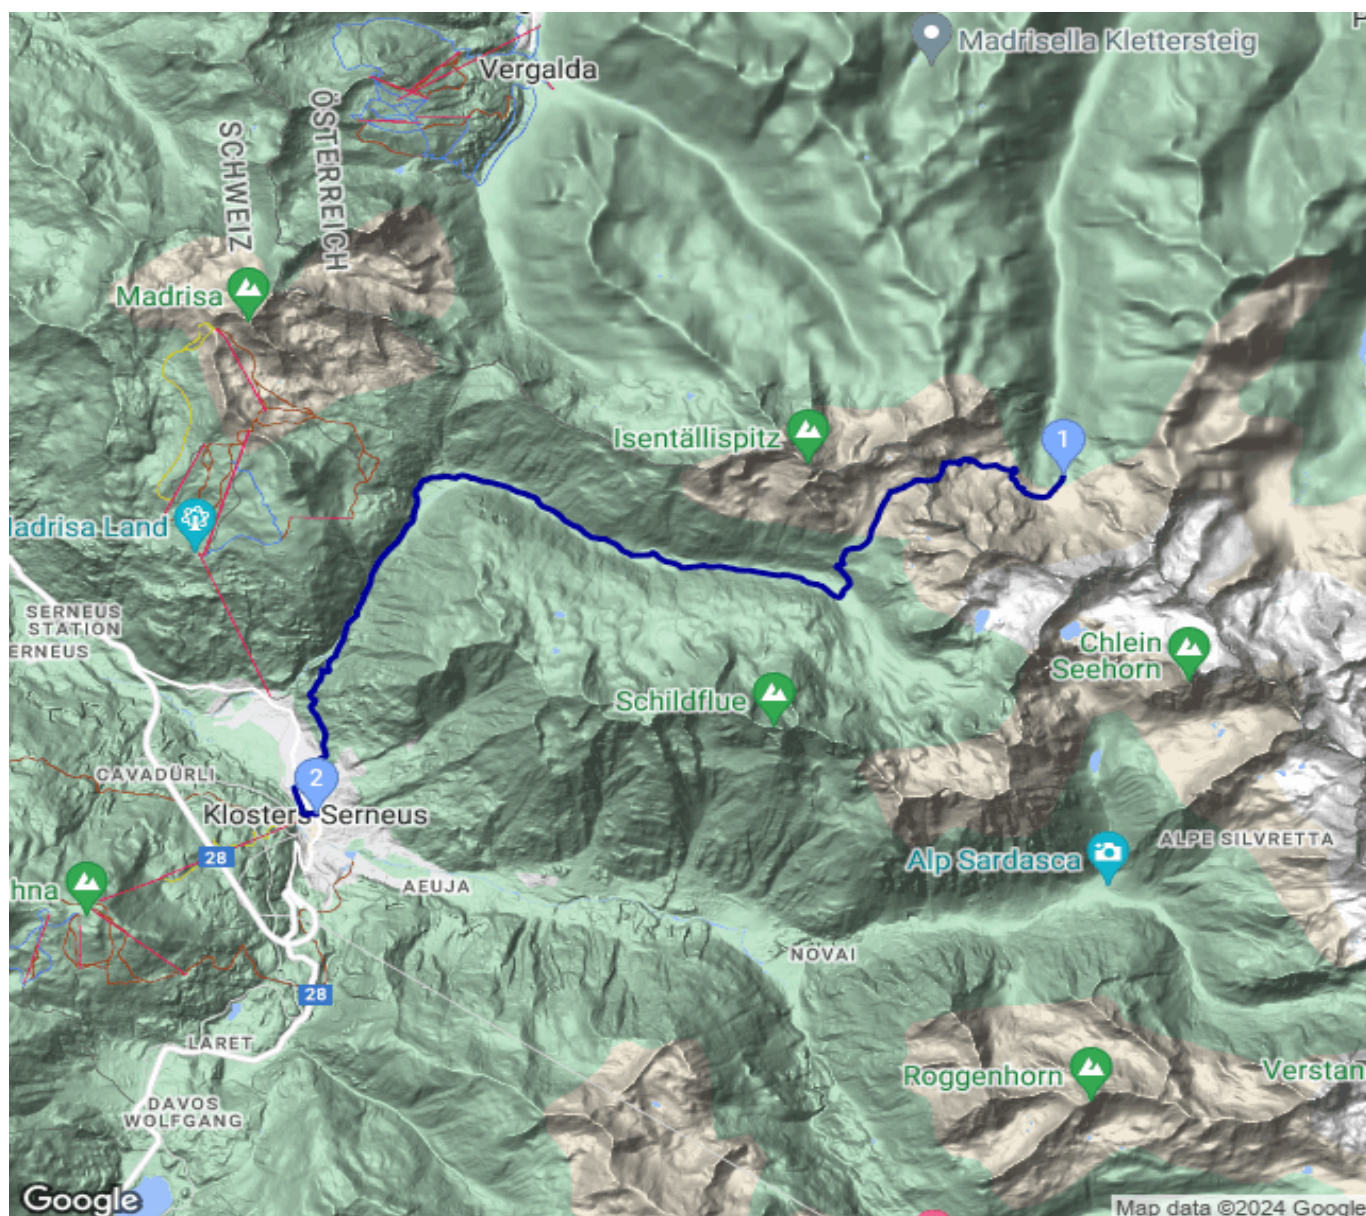 Madrisella Klettersteig
Vergalda
ÖSTERREICH
SCHWEIZ
Madrisa
Isentällispitz
1
Madrisa Land
SERNEUS
STATION
ERNEUS
Chlein
Seehorn
Schildflue
2
CAVADÜRLI
Klosters-Serneus
28
ALPE SILVRETTA
Alp Sardasca
hna
AEUJA
NOVAI
28
LARET
Roggenhorn
Verstan
DAVOS
WOLFGANG
Google
Map data ©2024 Google